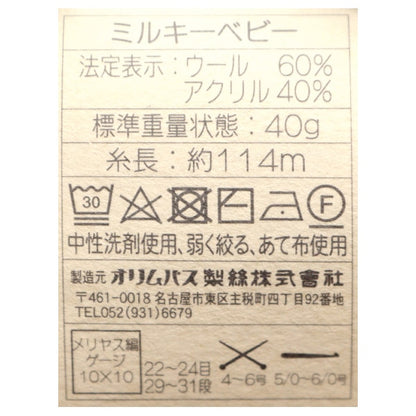 ミルキーベビー
法定表示：ウール 60%
アクリル 40%
標準重量状態：40g
糸長：約114m
30 F
中性洗剤使用、弱く絞る、あて布使用
製造元 オリムパス製絲株式會社
〒461-0018 名古屋市東区主税町四丁目92番地
TEL052(931)6679
メリヤス編
ゲージ
10×10
22〜24目
29〜31段
4〜6号 5/0〜6/0号